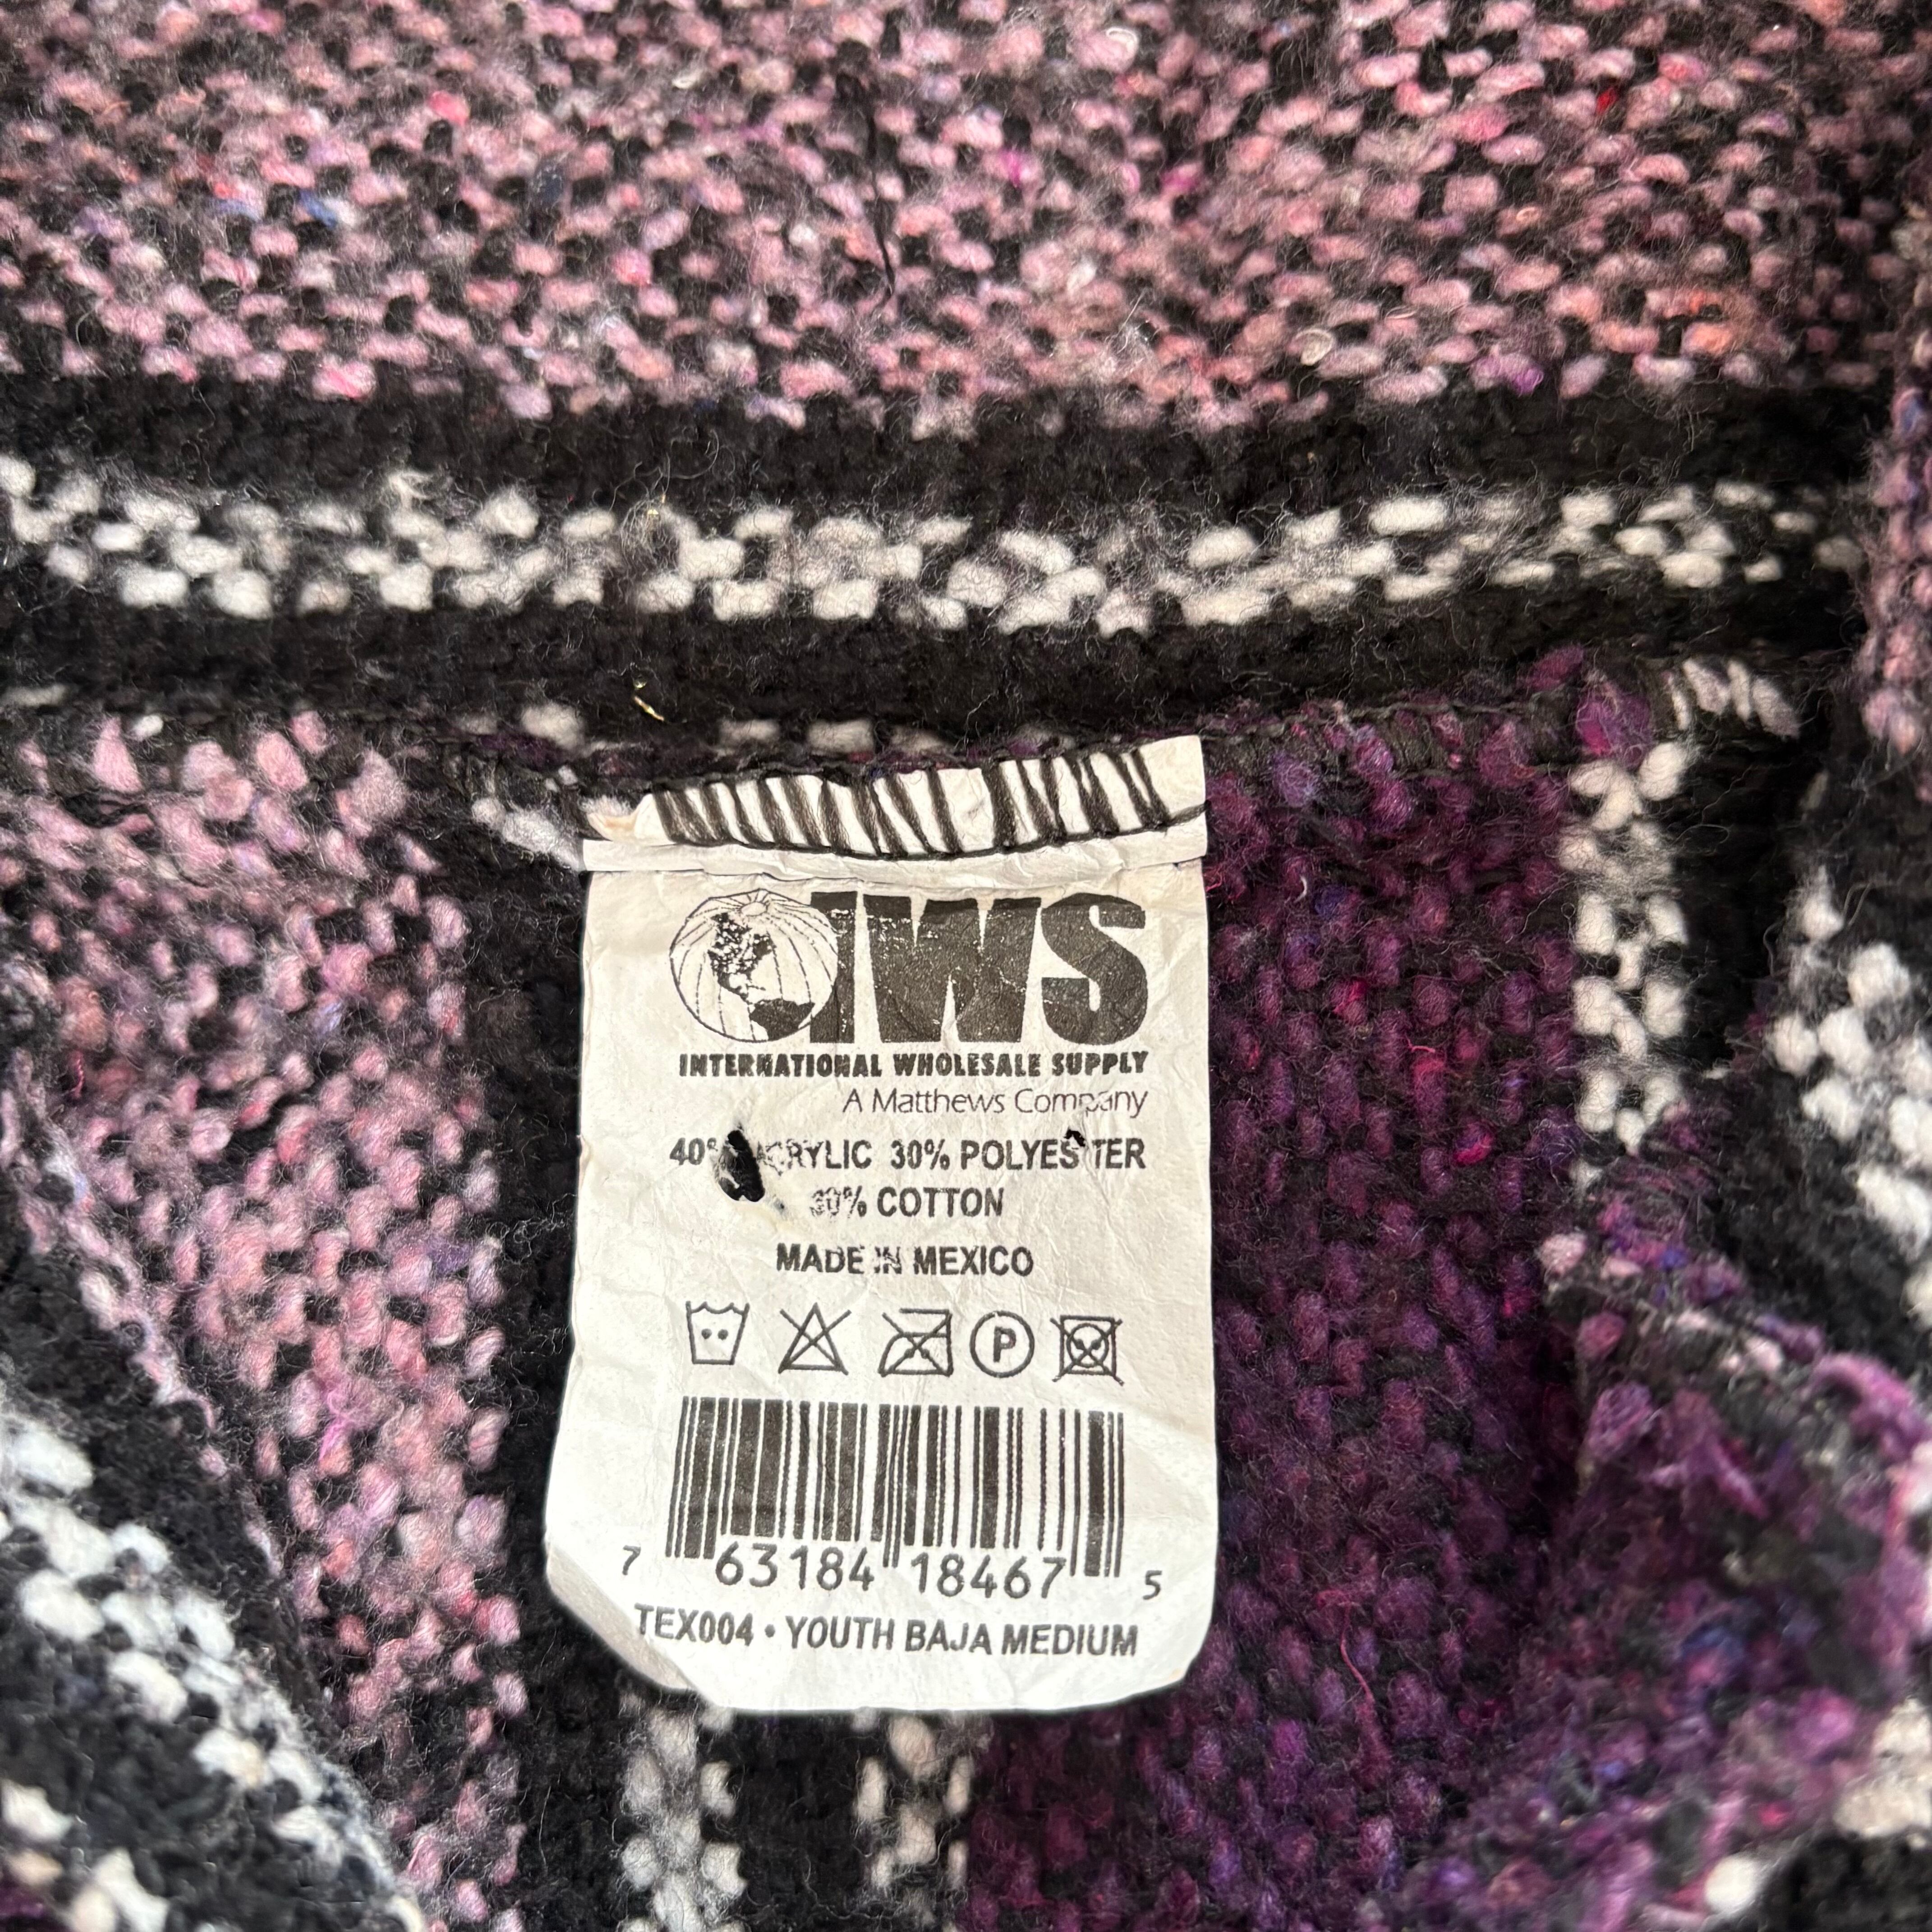 IWS
INTERNATIONAL WHOLESALE SUPPLY
A Matthews Company
40% ACRYLIC 30% POLYESTER
30% COTTON
MADE IN MEXICO
P
7 63184 18467 5
TEX004 • YOUTH BAJA MEDIUM